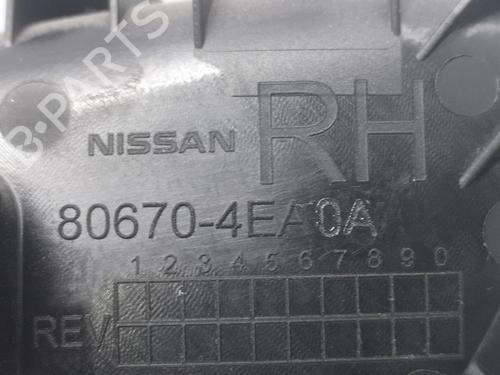 B-PARTS
NISSAN RH
80670-4EA0A
1 2 3 4 5 6 7 8 9 0
REV